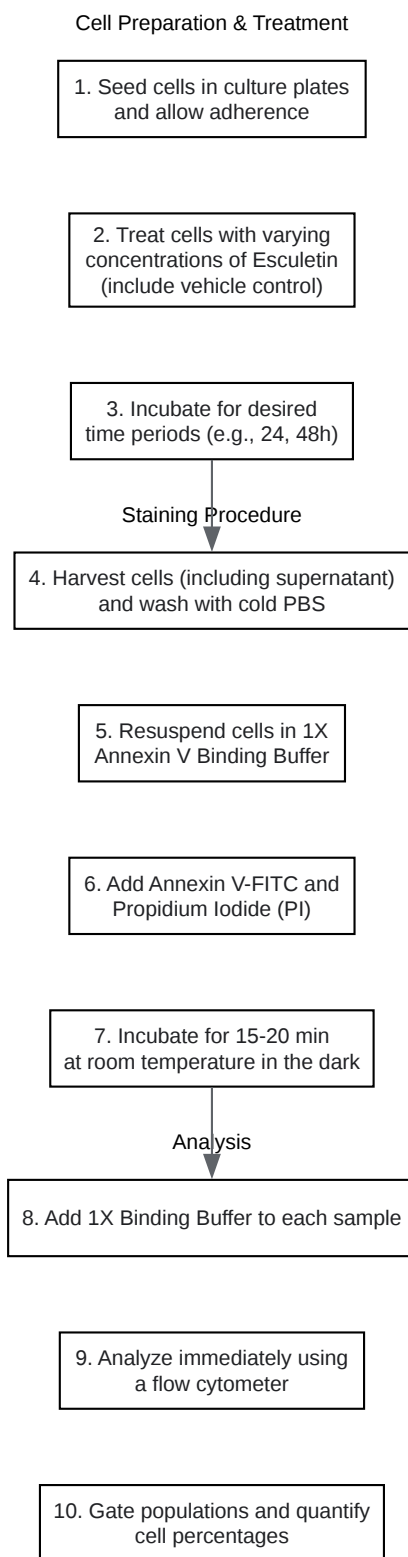 Cell Preparation & Treatment
1. Seed cells in culture plates
and allow adherence
2. Treat cells with varying
concentrations of Esculetin
(include vehicle control)
3. Incubate for desired
time periods (e.g., 24, 48h)
Staining Procedure
4. Harvest cells (including supernatant)
and wash with cold PBS
5. Resuspend cells in 1X
Annexin V Binding Buffer
6. Add Annexin V-FITC and
Propidium Iodide (PI)
7. Incubate for 15-20 min
at room temperature in the dark
Analysis
8. Add 1X Binding Buffer to each sample
9. Analyze immediately using
a flow cytometer
10. Gate populations and quantify
cell percentages